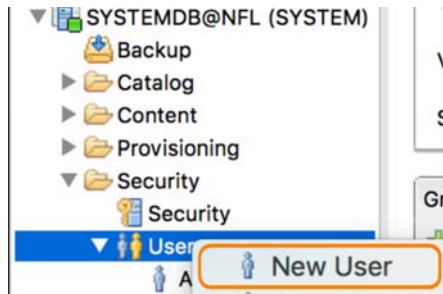 SYSTEMDB@NFL (SYSTEM)
Backup
Catalog
Content
Provisioning
Security
Security
New User